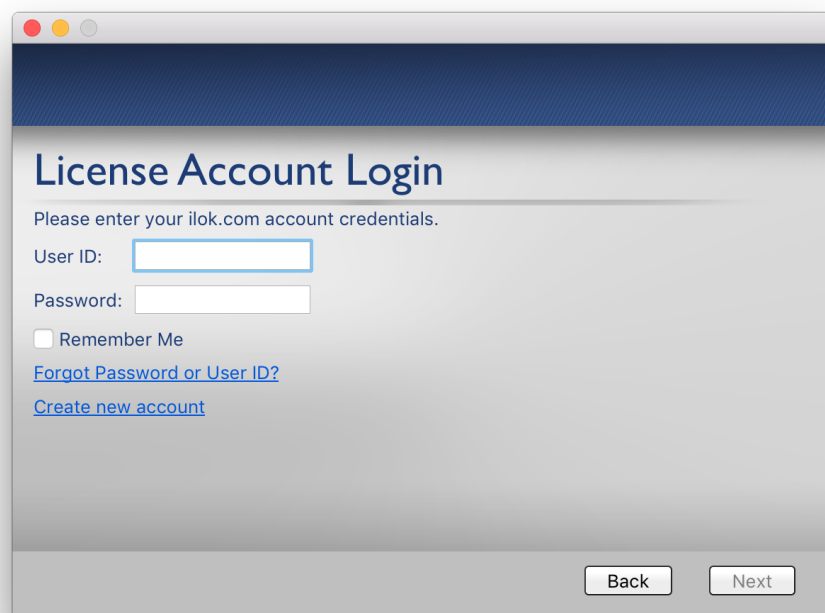 License Account Login
Please enter your ilok.com account credentials.
User ID:
Password:
Remember Me
Forgot Password or User ID?
Create new account
Back Next